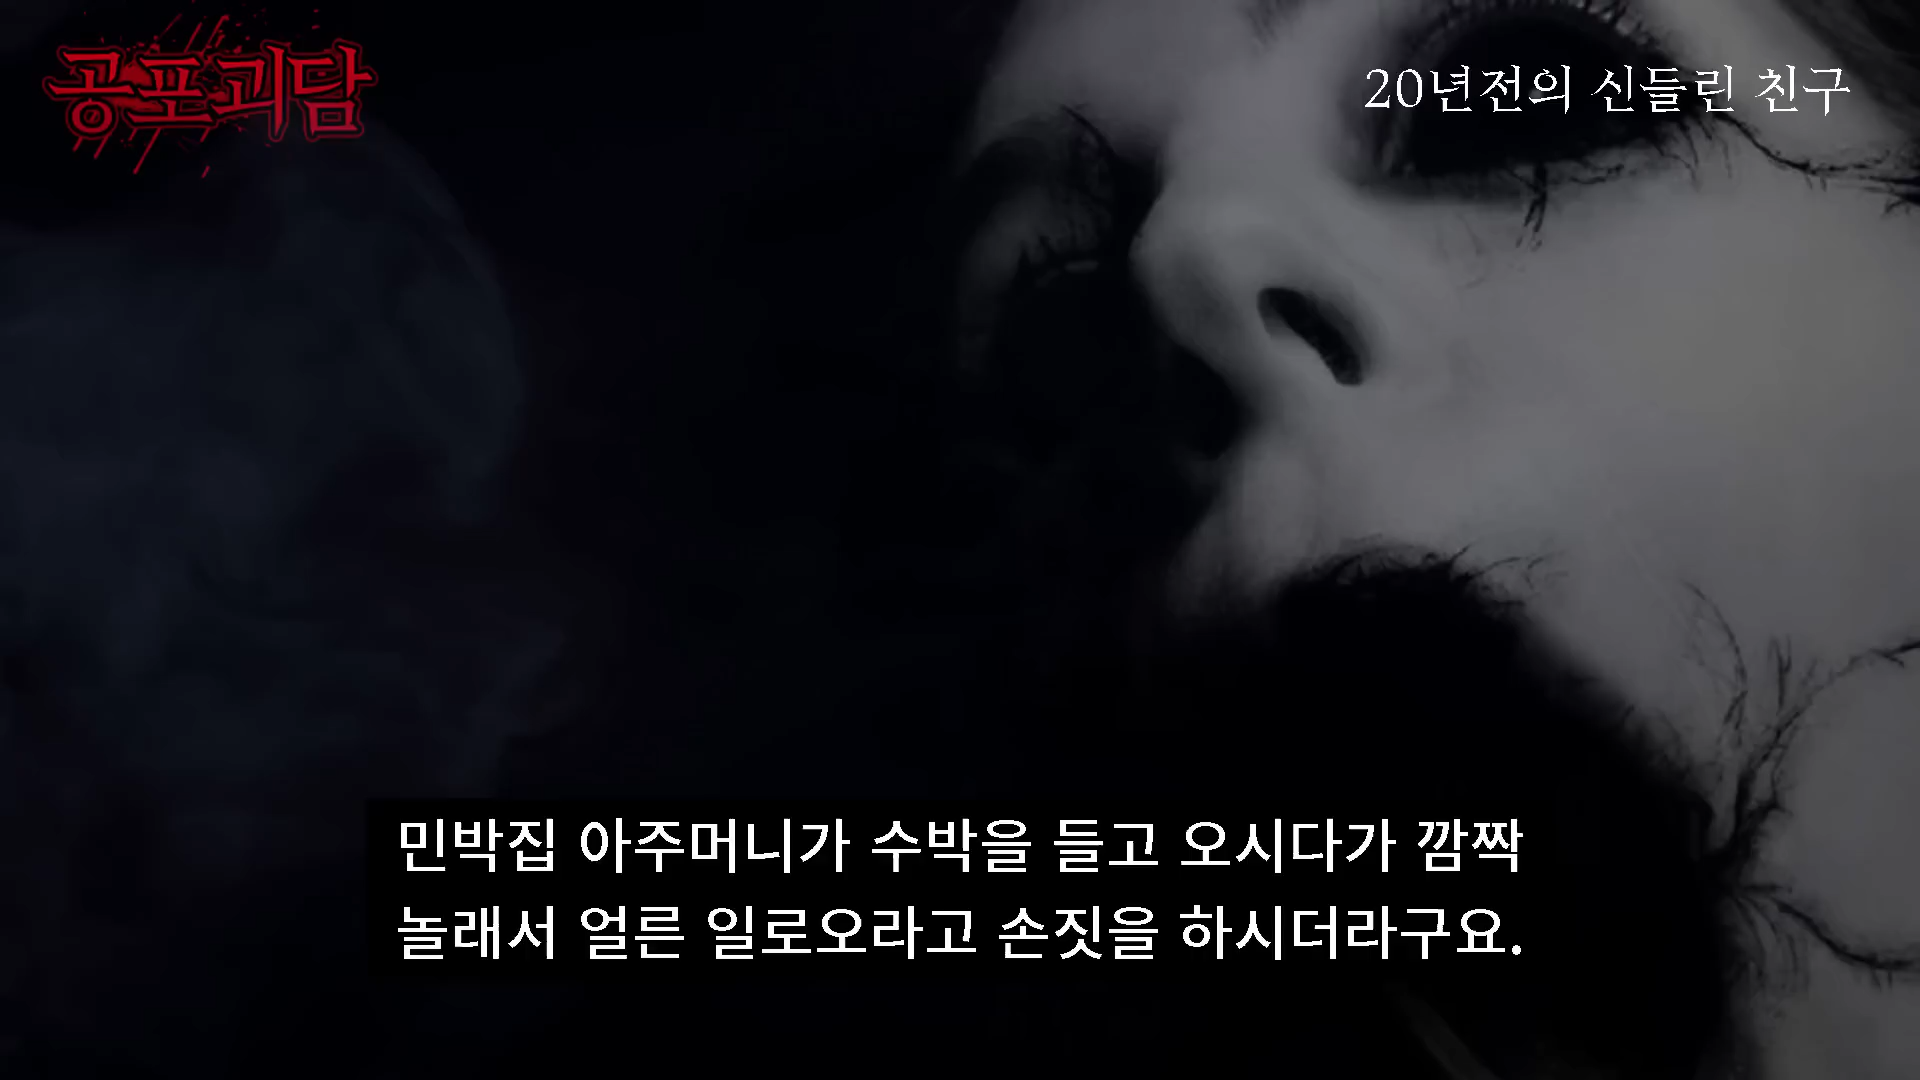 공포괴담
20년전의 신들린 친구
민박집 아주머니가 수박을 들고 오시다가 깜짝
놀래서 얼른 일로오라고 손짓을 하시더라구요.